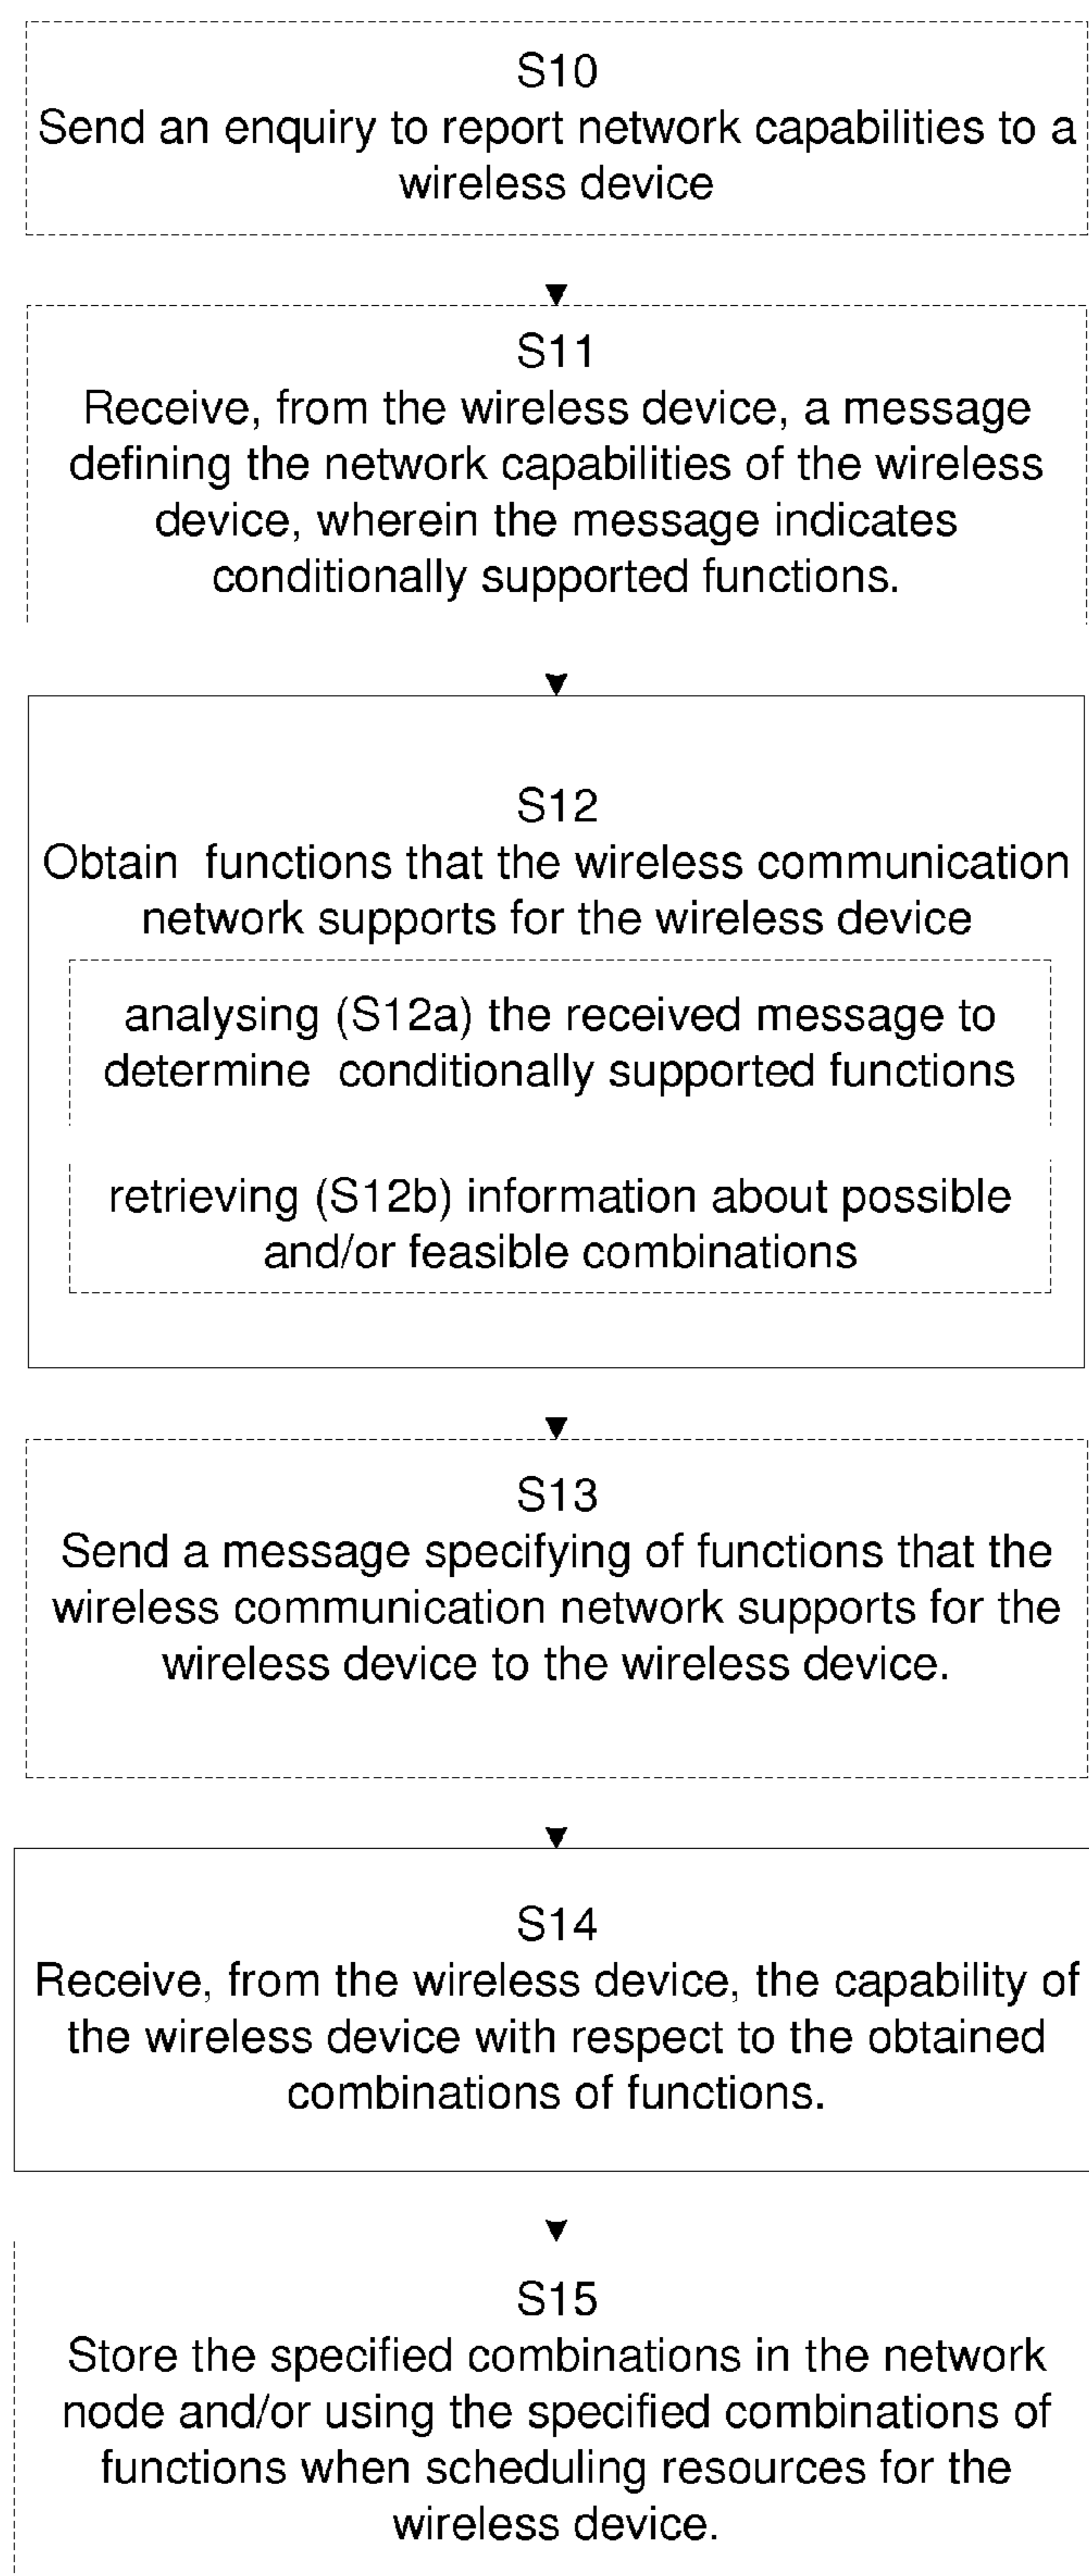 S10
Send an enquiry to report network capabilities to a
wireless device
S11
Receive, from the wireless device, a message
defining the network capabilities of the wireless
device, wherein the message indicates
conditionally supported functions.
S12
Obtain functions that the wireless communication
network supports for the wireless device
analysing (S12a) the received message to
determine conditionally supported functions
retrieving (S12b) information about possible
and/or feasible combinations
S13
Send a message specifying of functions that the
wireless communication network supports for the
wireless device to the wireless device.
S14
Receive, from the wireless device, the capability of
the wireless device with respect to the obtained
combinations of functions.
S15
Store the specified combinations in the network
node and/or using the specified combinations of
functions when scheduling resources for the
wireless device.